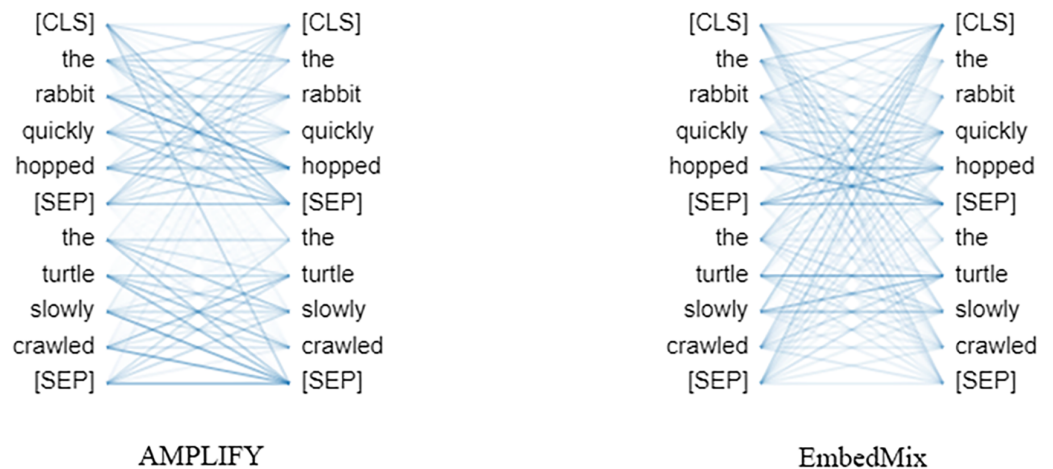 [CLS] [CLS] [CLS] [CLS]
the the the the
rabbit rabbit rabbit rabbit
quickly quickly quickly quickly
hopped hopped hopped hopped
[SEP] [SEP] [SEP] [SEP]
the the the the
turtle turtle turtle turtle
slowly slowly slowly slowly
crawled crawled crawled crawled
[SEP] [SEP] [SEP] [SEP]
AMPLIFY EmbedMix